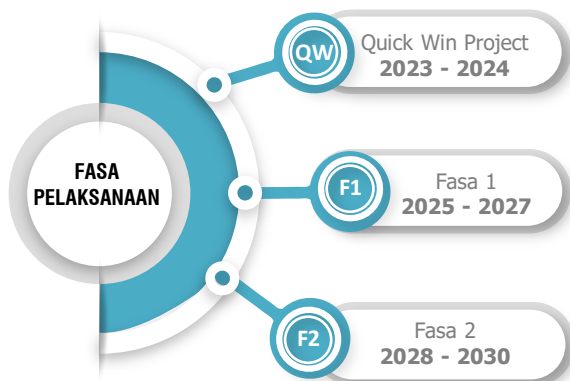 FASA
PELAKSANAAN
QW
Quick Win Project
2023 - 2024
F1
Fasa 1
2025 - 2027
F2
Fasa 2
2028 - 2030